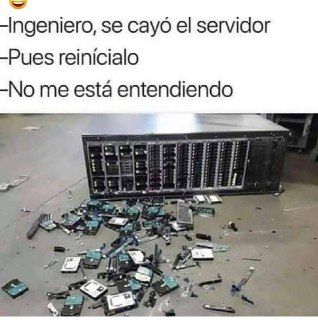 -Ingeniero, se cayó el servidor
-Pues reinícialo
-No me está entendiendo